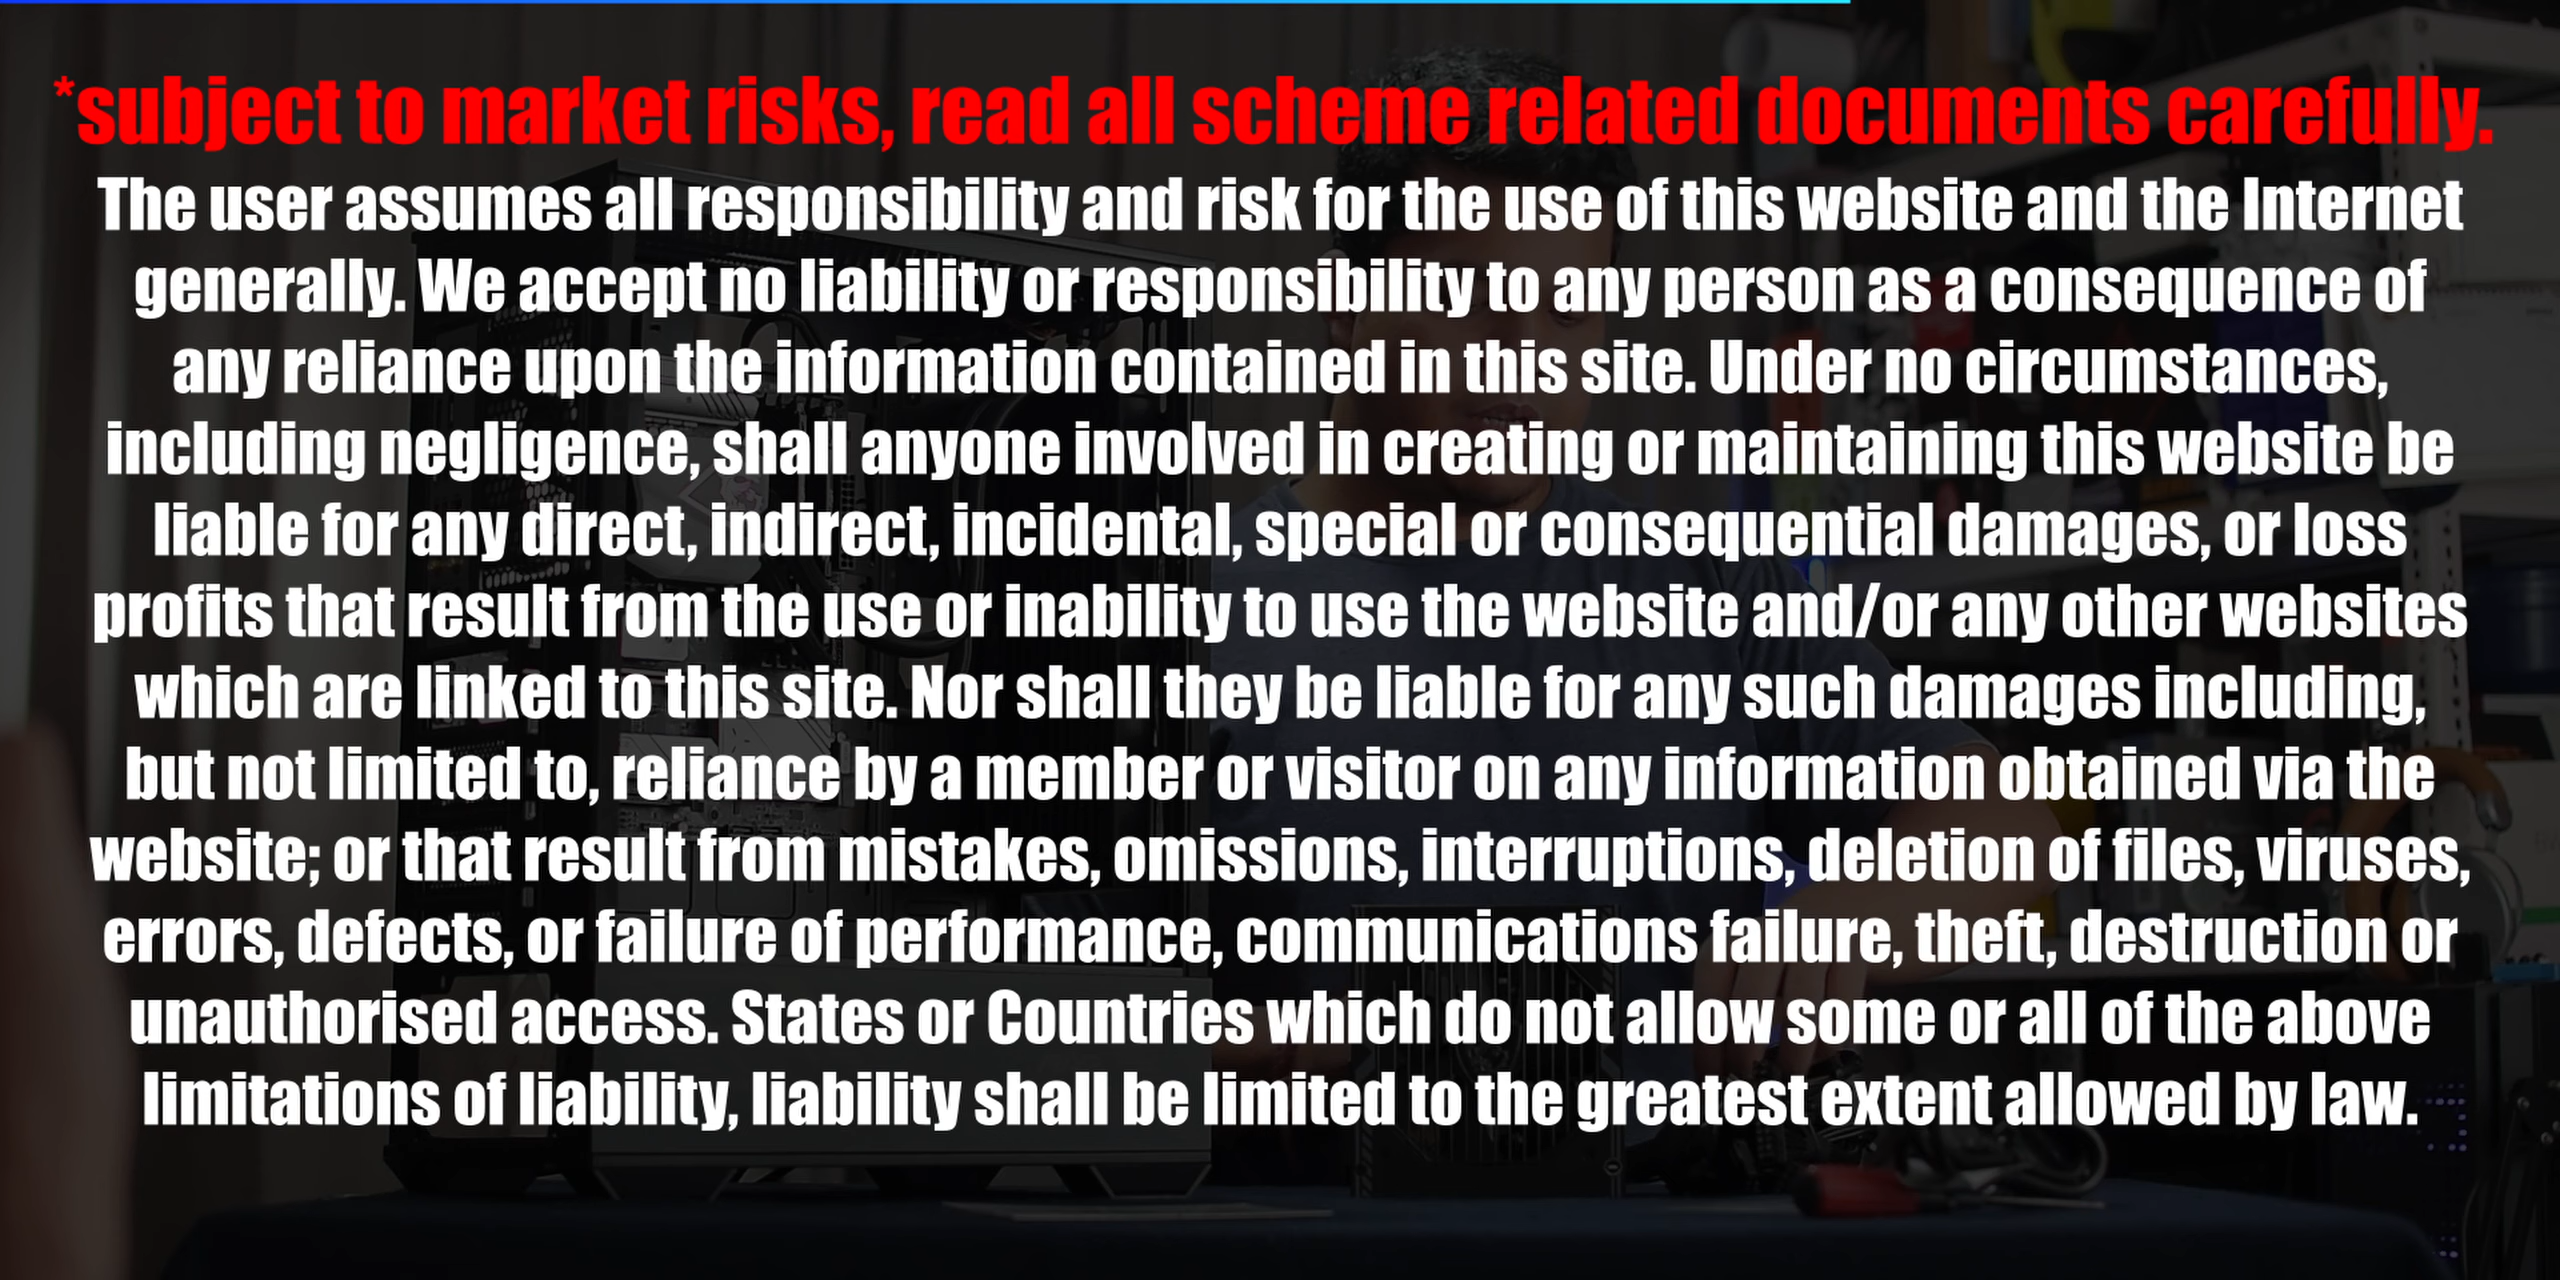 *subject to market risks, read all scheme related documents carefully.
The user assumes all responsibility and risk for the use of this website and the Internet
generally. We accept no liability or responsibility to any person as a consequence of
any reliance upon the information contained in this site. Under no circumstances,
including negligence, shall anyone involved in creating or maintaining this website be
liable for any direct, indirect, incidental, special or consequential damages, or loss
profits that result from the use or inability to use the website and/or any other websites
which are linked to this site. Nor shall they be liable for any such damages including,
but not limited to, reliance by a member or visitor on any information obtained via the
website; or that result from mistakes, omissions, interruptions, deletion of files, viruses,
errors, defects, or failure of performance, communications failure, theft, destruction or
unauthorised access. States or Countries which do not allow some or all of the above
limitations of liability, liability shall be limited to the greatest extent allowed by law.